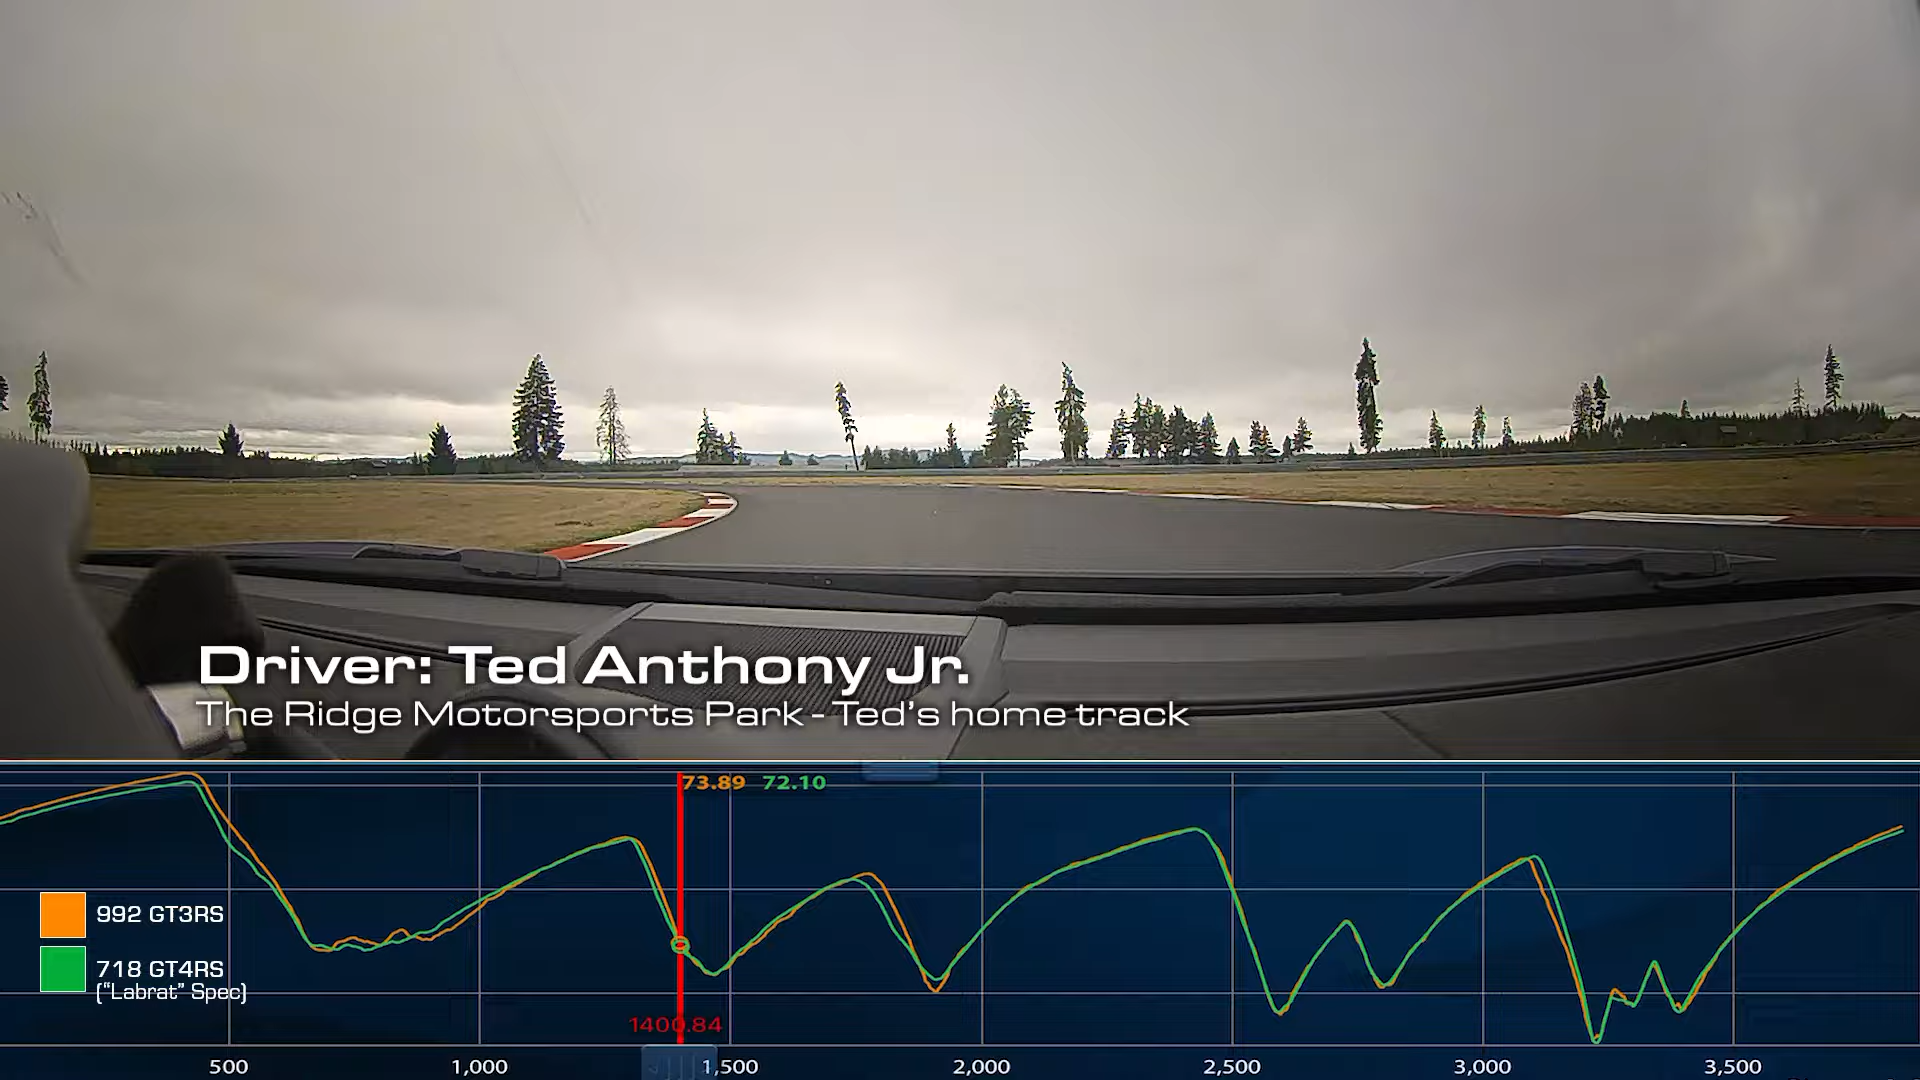 Driver: Ted Anthony Jr.
The Ridge Motorsports Park - Ted's home track
73.89 72.10
992 GT3RS
718 GT4RS
("Labrat" Spec)
1400.84
500 1,000 1,500 2,000 2,500 3,000 3,500